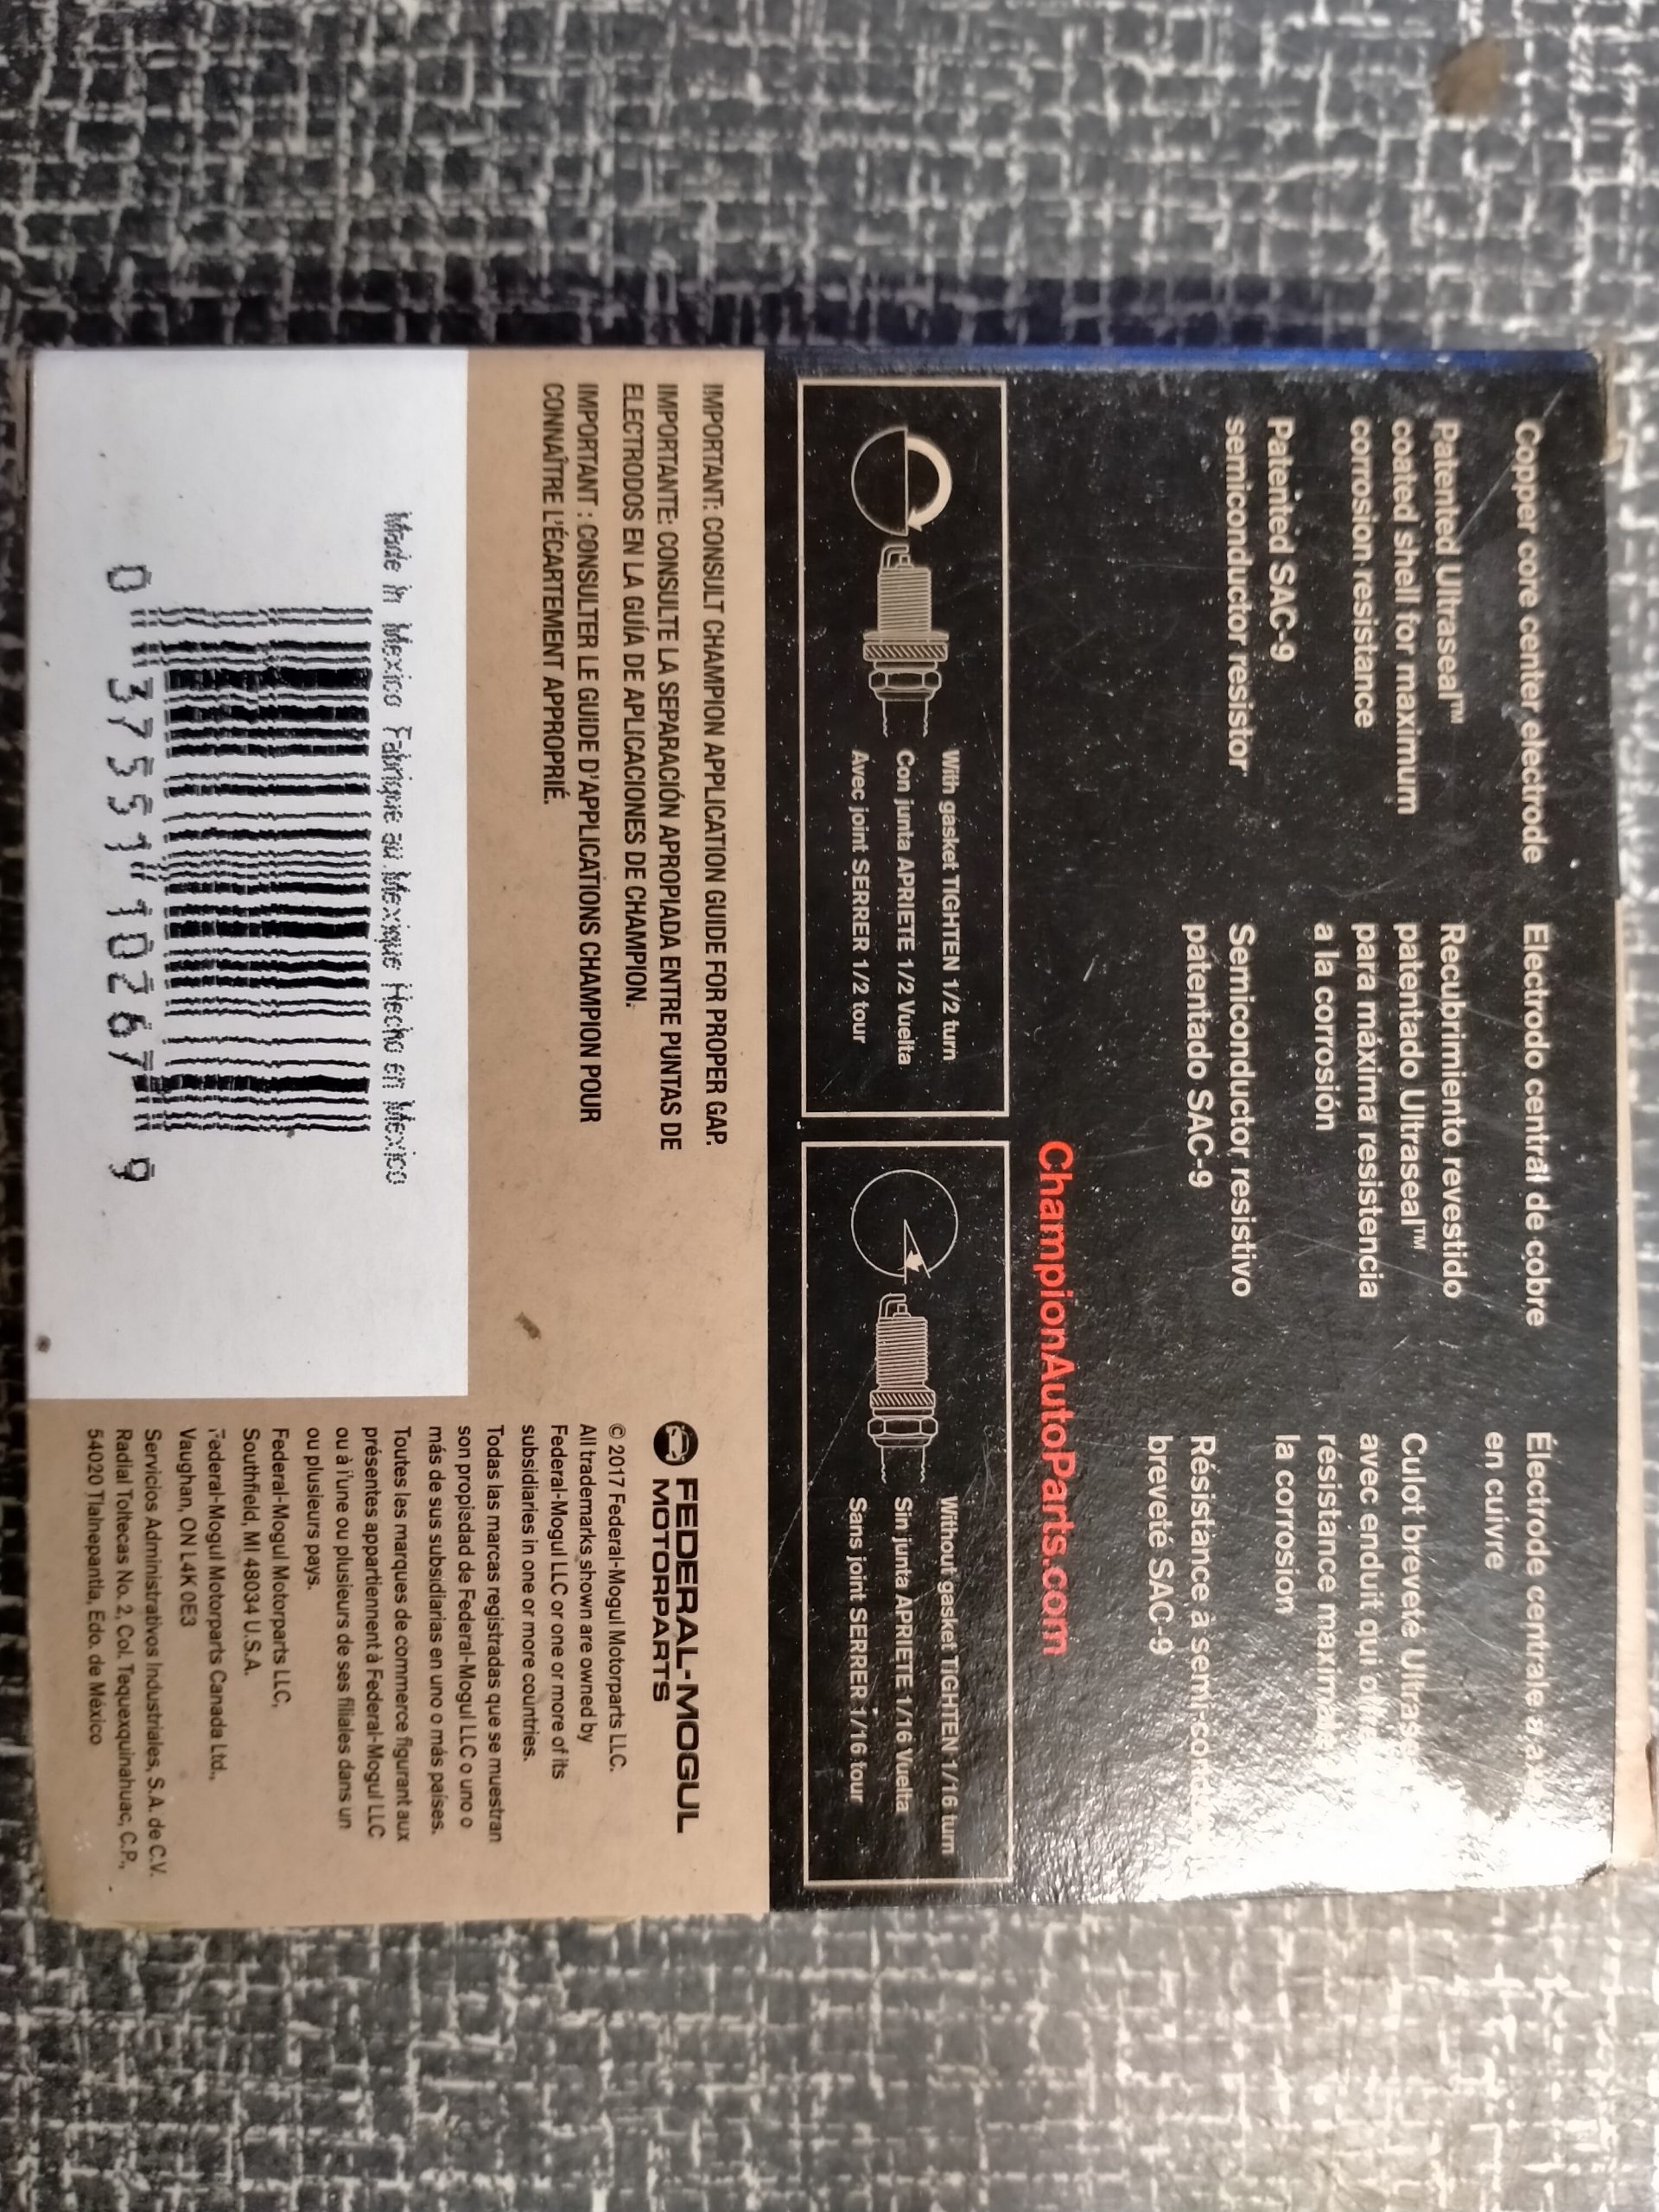 Copper core center electrode
Patented Ultraseal™
coated shell for maximum
corrosion resistance
Patented SAC-9
semiconductor resistor
Electrodo central de cobre
Recubrimiento revestido
patentado Ultraseal™
para máxima resistencia
a la corrosión
Semiconductor resistivo
patentado SAC-9
Électrode centrale
en cuivre
Culot breveté
avec enduit qui
résistance
la corrosion
Résistance à
breveté SAC-9
ChampionAutoParts.com
With gasket TIGHTEN 1/2 turn
Con junta APRIETE 1/2 Vuelta
Avec joint SERRER 1/2 tour
Without gasket TIGHTEN 1/16 turn
Sin junta APRIETE 1/16 Vuelta
Sans joint SERRER 1/16 tour
IMPORTANT: CONSULT CHAMPION APPLICATION GUIDE FOR PROPER GAP.
IMPORTANTE: CONSULTE LA SEPARACIÓN APROPIADA ENTRE PUNTAS DE
ELECTRODOS EN LA GUÍA DE APLICACIONES DE CHAMPION.
IMPORTANT : CONSULTER LE GUIDE D'APPLICATIONS CHAMPION POUR
CONNAÎTRE L'ÉCARTEMENT APPROPRIÉ.
Made in Mexico Fabrique au Mexique Hecho en Mexico
0 37551 10267 9
FEDERAL-MOGUL
MOTORPARTS
© 2017 Federal-Mogul Motorparts LLC.
All trademarks shown are owned by
Federal-Mogul LLC or one or more of its
subsidiaries in one or more countries.
Todas las marcas registradas que se muestran
son propiedad de Federal-Mogul LLC o uno o
más de sus subsidiarias en uno o más países.
Toutes les marques de commerce figurant aux
présentes appartiennent à Federal-Mogul LLC
ou à l'une ou plusieurs de ses filiales dans un
ou plusieurs pays.
Federal-Mogul Motorparts LLC,
Southfield, MI 48034 U.S.A.
Federal-Mogul Motorparts Canada Ltd.,
Vaughan, ON L4K 0E3
Servicios Administrativos Industriales, S.A. de C.V.
Radial Toltecas No. 2, Col. Tequexquinahuac, C.P.,
54020 Tlalnepantla, Edo. de México